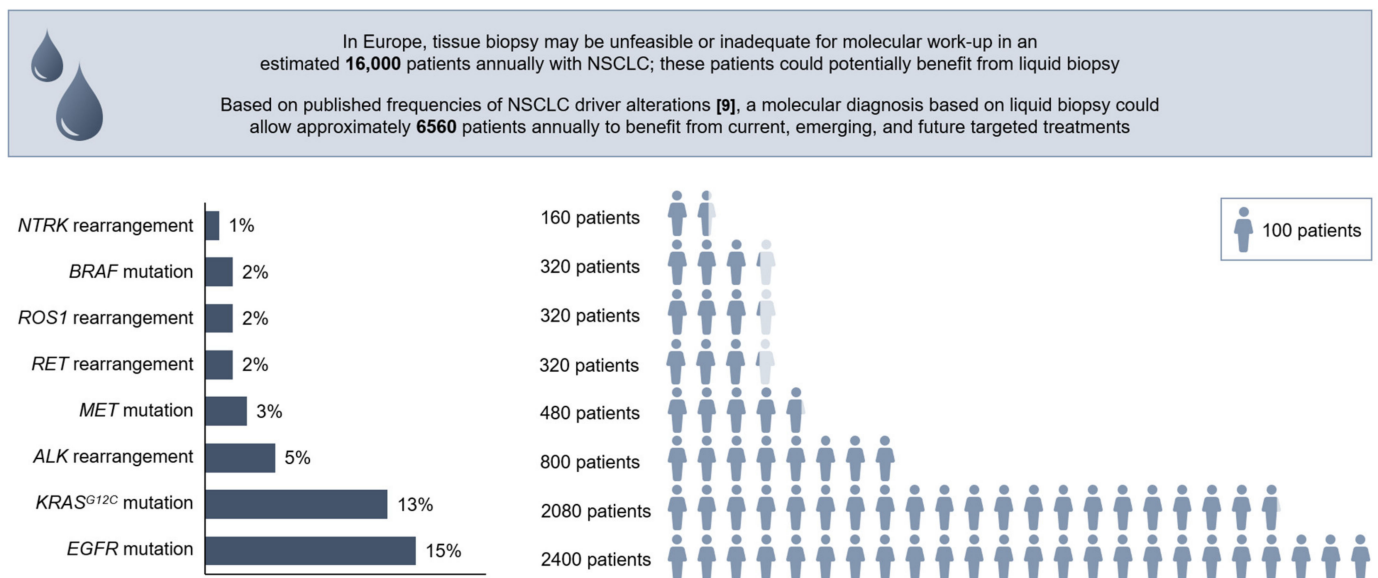 In Europe, tissue biopsy may be unfeasible or inadequate for molecular work-up in an
estimated 16,000 patients annually with NSCLC; these patients could potentially benefit from liquid biopsy
Based on published frequencies of NSCLC driver alterations [9], a molecular diagnosis based on liquid biopsy could
allow approximately 6560 patients annually to benefit from current, emerging, and future targeted treatments
NTRK rearrangement 1% 160 patients
100 patients
BRAF mutation 2% 320 patients
ROS1 rearrangement 2% 320 patients
RET rearrangement 2% 320 patients
MET mutation 3% 480 patients
ALK rearrangement 5% 800 patients
KRASG12C mutation 13% 2080 patients
EGFR mutation 15% 2400 patients